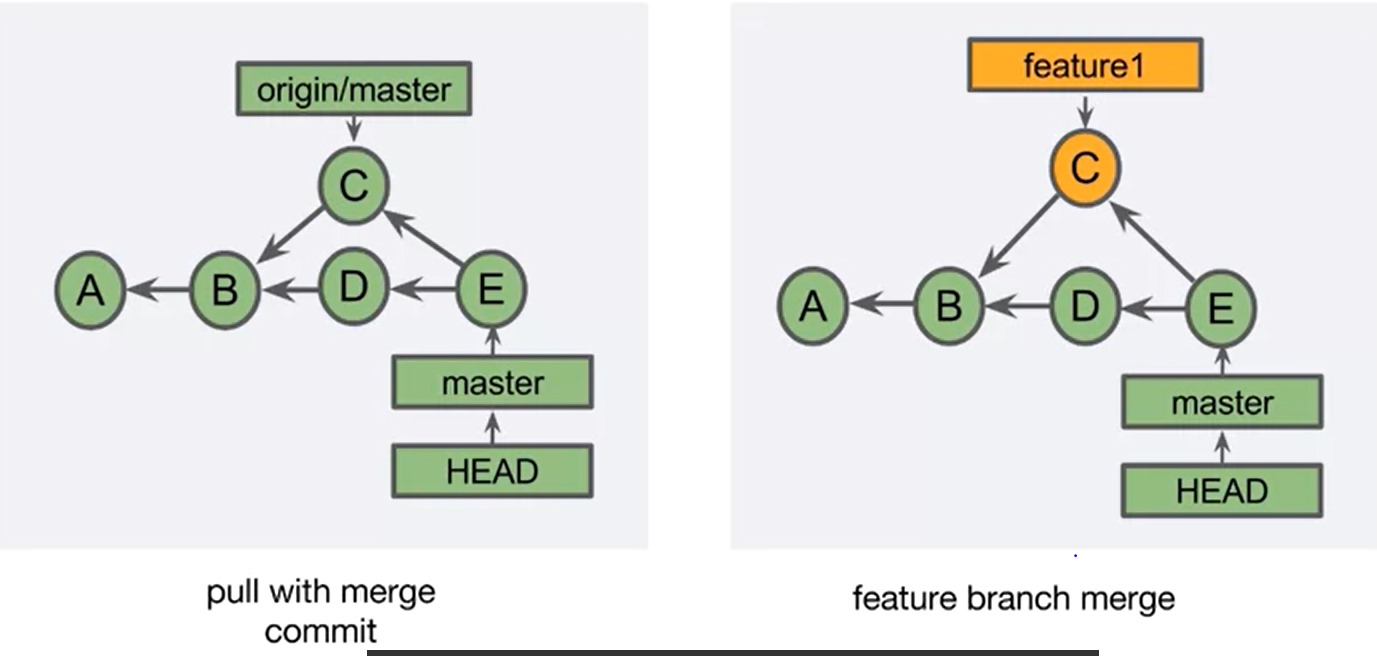 origin/master
C
A
B
D
E
master
HEAD
pull with merge
commit
feature1
C
A
B
D
E
master
HEAD
feature branch merge